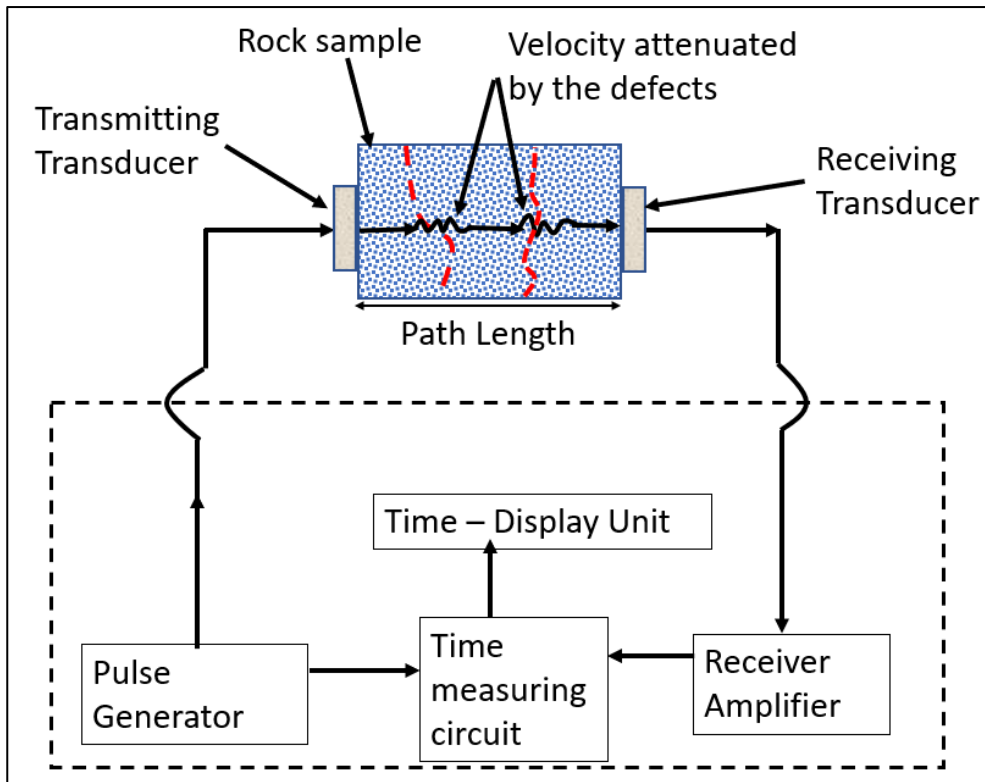 Rock sample
Velocity attenuated
by the defects
Transmitting
Transducer
Receiving
Transducer
Path Length
Time – Display Unit
Pulse
Generator
Time
measuring
circuit
Receiver
Amplifier